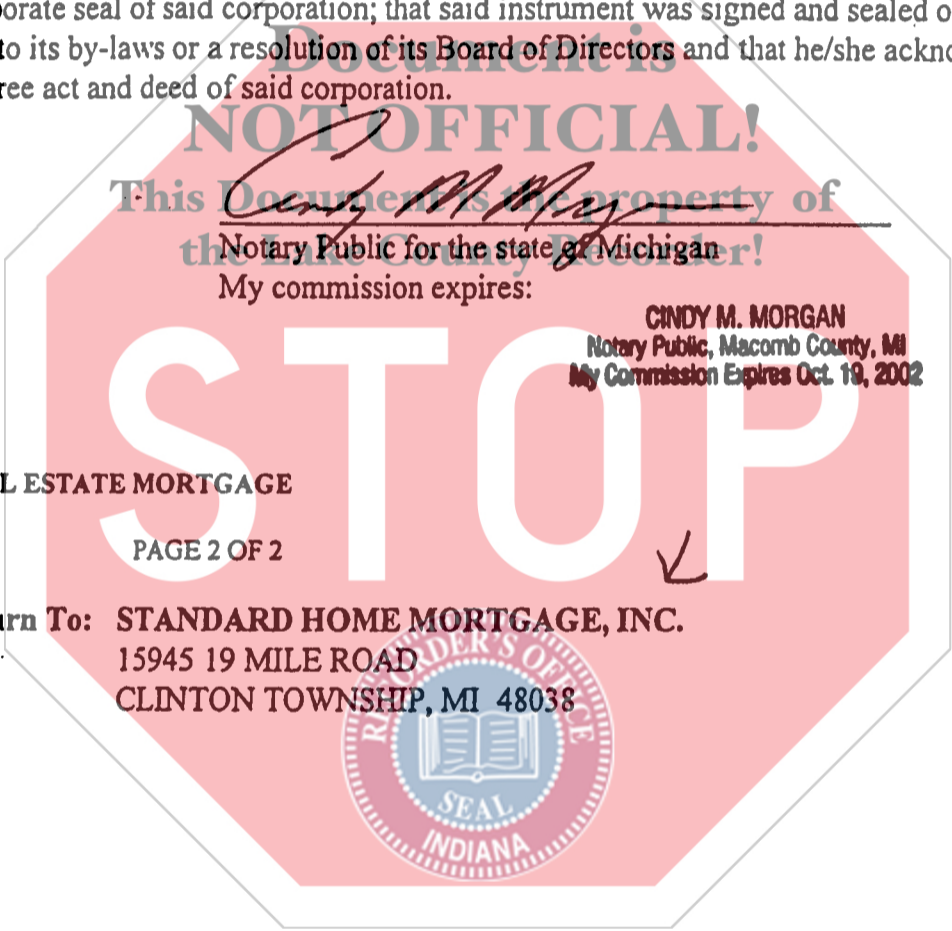 orate seal of said corporation; that said instrument was signed and sealed o
to its by-laws or a resolution of its Board of Directors and that he/she ackno
ree act and deed of said corporation.
Document is
NOT OFFICIAL!
This Document is the property of
the Lake County Recorder!
Cindy M Morgan
Notary Public for the state of Michigan
My commission expires:
CINDY M. MORGAN
Notary Public, Macomb County, MI
My Commission Expires Oct. 19, 2002
STOP
L ESTATE MORTGAGE
PAGE 2 OF 2
urn To: STANDARD HOME MORTGAGE, INC.
15945 19 MILE ROAD
CLINTON TOWNSHIP, MI 48038
RECORDER'S OFFICE
SEAL
INDIANA